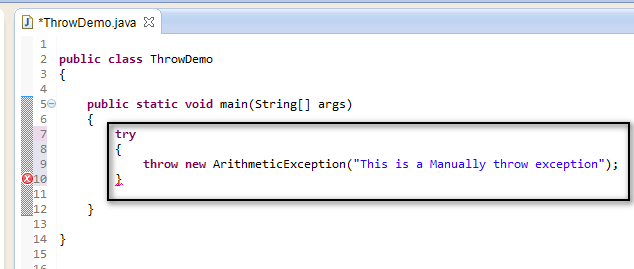 *ThrowDemo.java
1
2 public class ThrowDemo
3 {
4
5 public static void main(String[] args)
6 {
7 try
8 {
9 throw new ArithmeticException("This is a Manually throw exception");
10 }
11
12 }
13
14 }
15
16